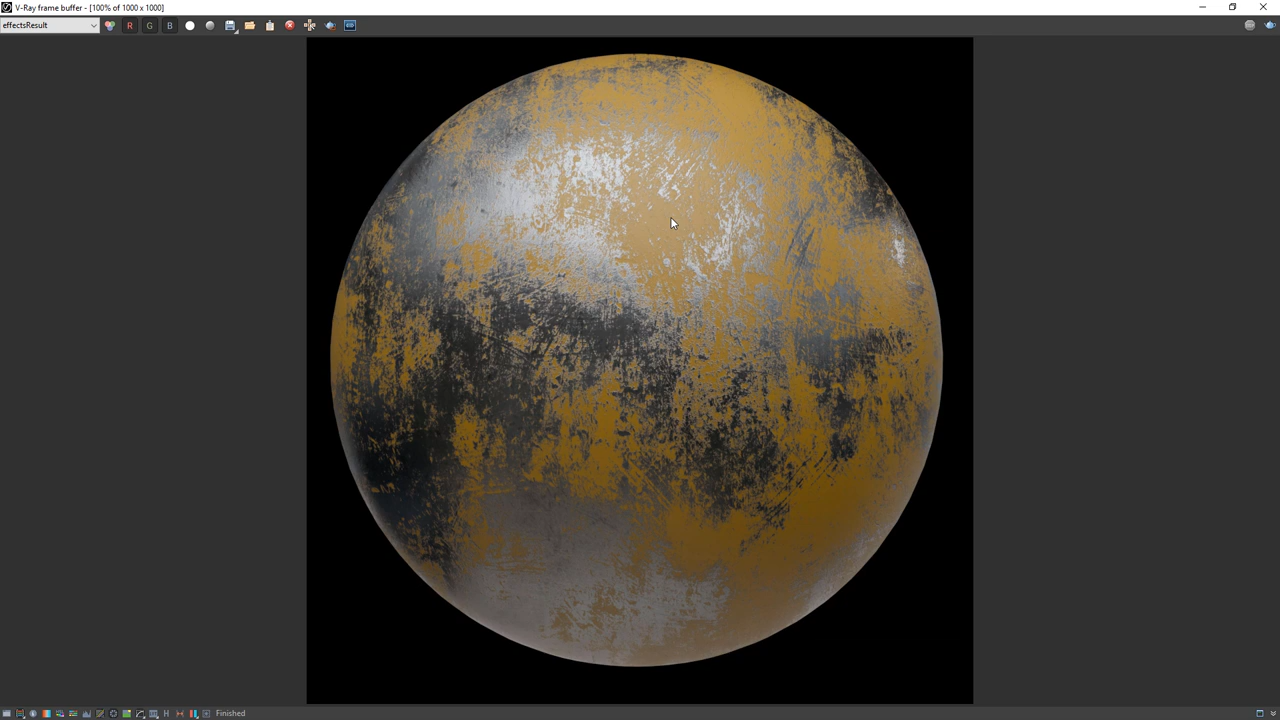 V-Ray frame buffer - [100% of 1000 x 1000]
effectsResult
R
G
B
H
Finished